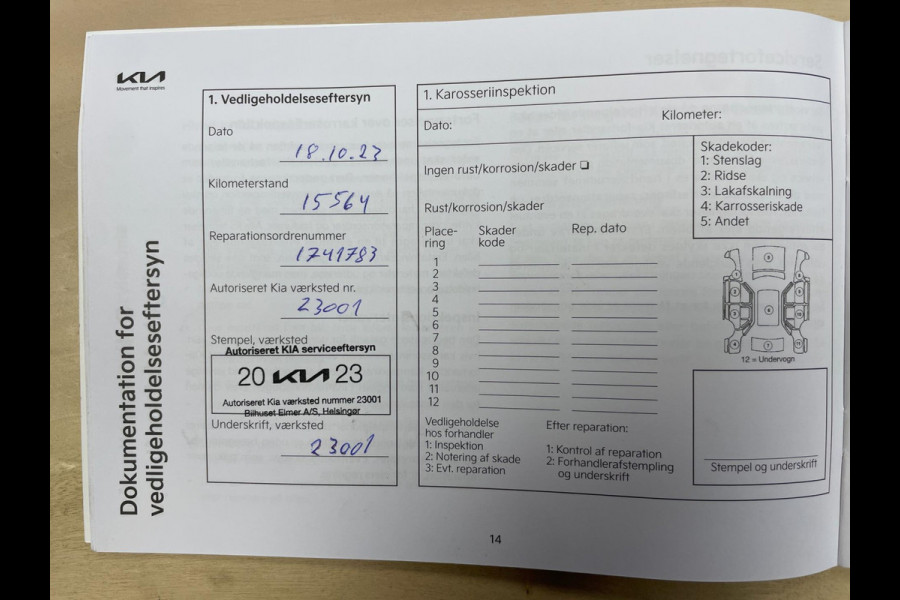 KIA
Movement that inspires
Dokumentation for
vedligeholdelseseftersyn
1. Vedligeholdelseseftersyn
Dato
18.10.23
Kilometerstand
15564
Reparationsordrenummer
1741783
Autoriseret Kia værksted nr.
23001
Stempel, værksted
Autoriseret KIA serviceeftersyn
20 KIA 23
Autoriseret Kia værksted nummer 23001
Bilhuset Elmer A/S, Helsingør
Underskrift, værksted
23001
1. Karosseriinspektion
Dato:
Kilometer:
Ingen rust/korrosion/skader ❏
Rust/korrosion/skader
Place-
ring
Skader
kode
Rep. dato
1
2
3
4
5
6
7
8
9
10
11
12
Skadekoder:
1: Stenslag
2: Ridse
3: Lakafskalning
4: Karrosseriskade
5: Andet
12 = Undervogn
Vedligeholdelse
hos forhandler
1: Inspektion
2: Notering af skade
3: Evt. reparation
Efter reparation:
1: Kontrol af reparation
2: Forhandlerafstempling
og underskrift
Stempel og underskrift
14